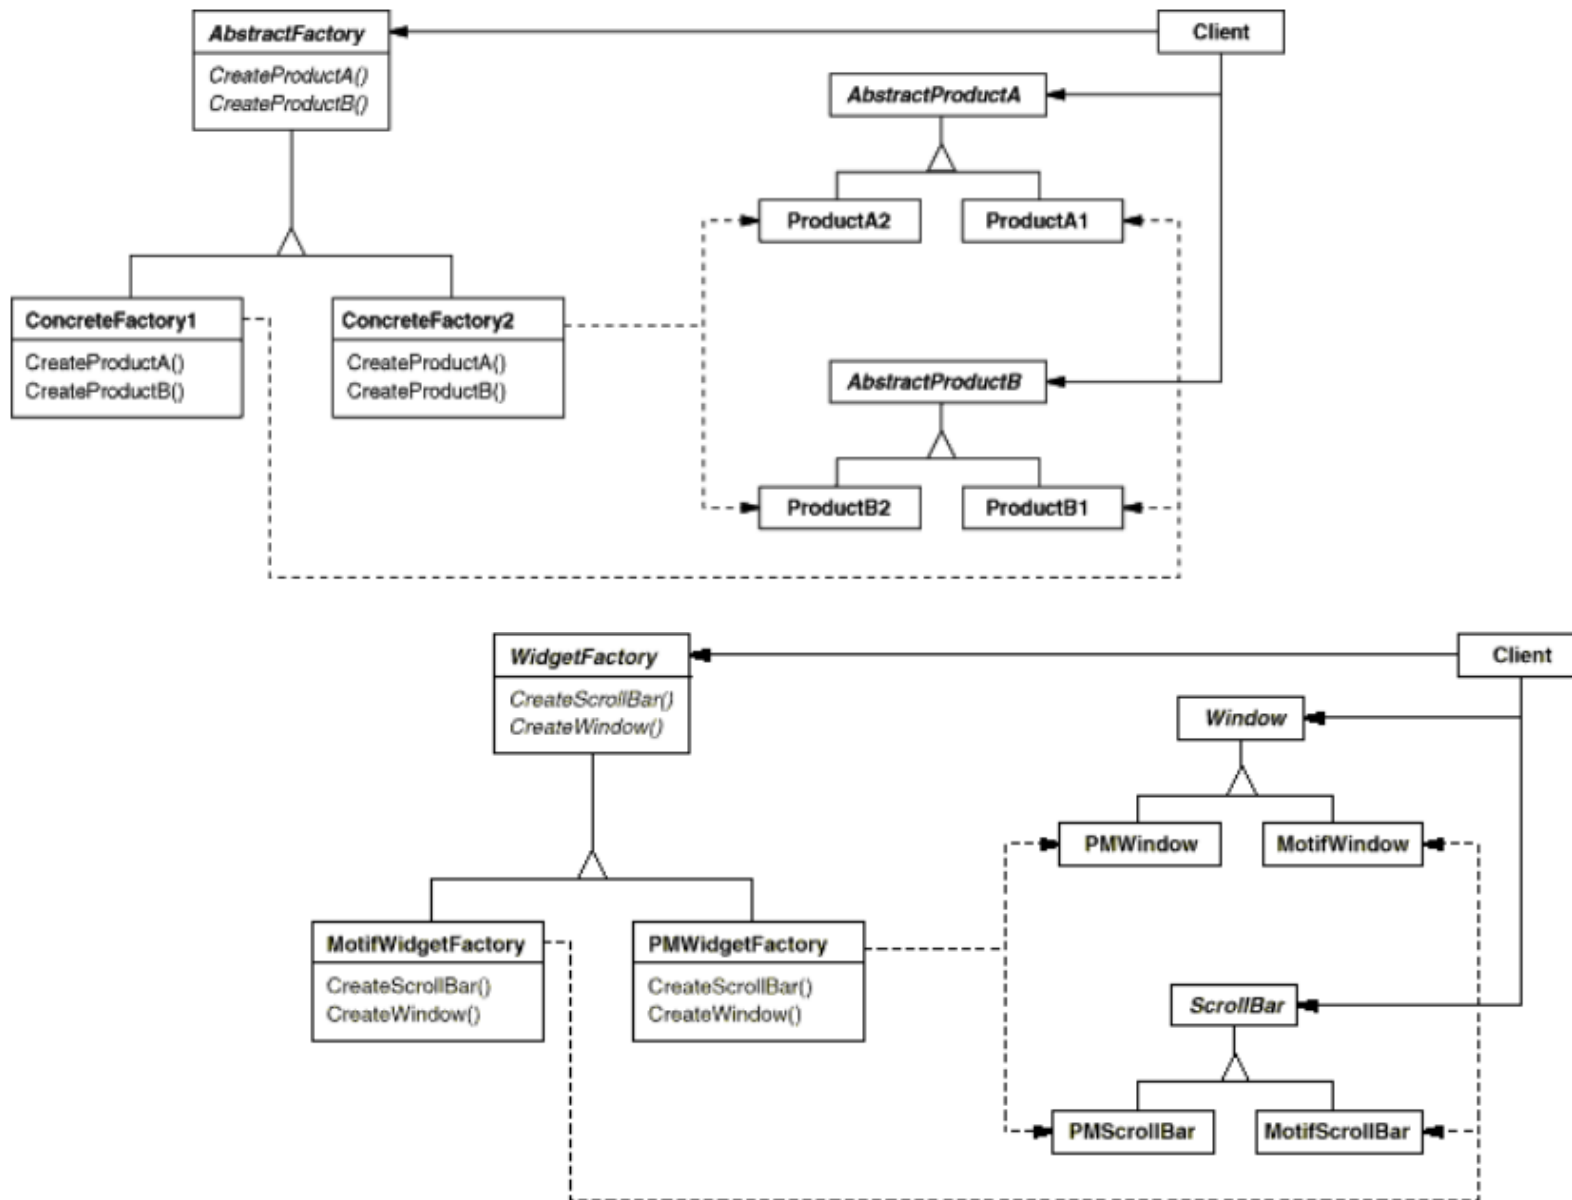 AbstractFactory
Client
CreateProductA()
CreateProductB()
AbstractProductA
ProductA2
ProductA1
ConcreteFactory1
ConcreteFactory2
CreateProductA()
CreateProductB()
CreateProductA()
CreateProductB()
AbstractProductB
ProductB2
ProductB1
WidgetFactory
Client
CreateScrollBar()
CreateWindow()
Window
PMWindow
MotifWindow
MotifWidgetFactory
PMWidgetFactory
CreateScrollBar()
CreateWindow()
CreateScrollBar()
CreateWindow()
ScrollBar
PMScrollBar
MotifScrollBar